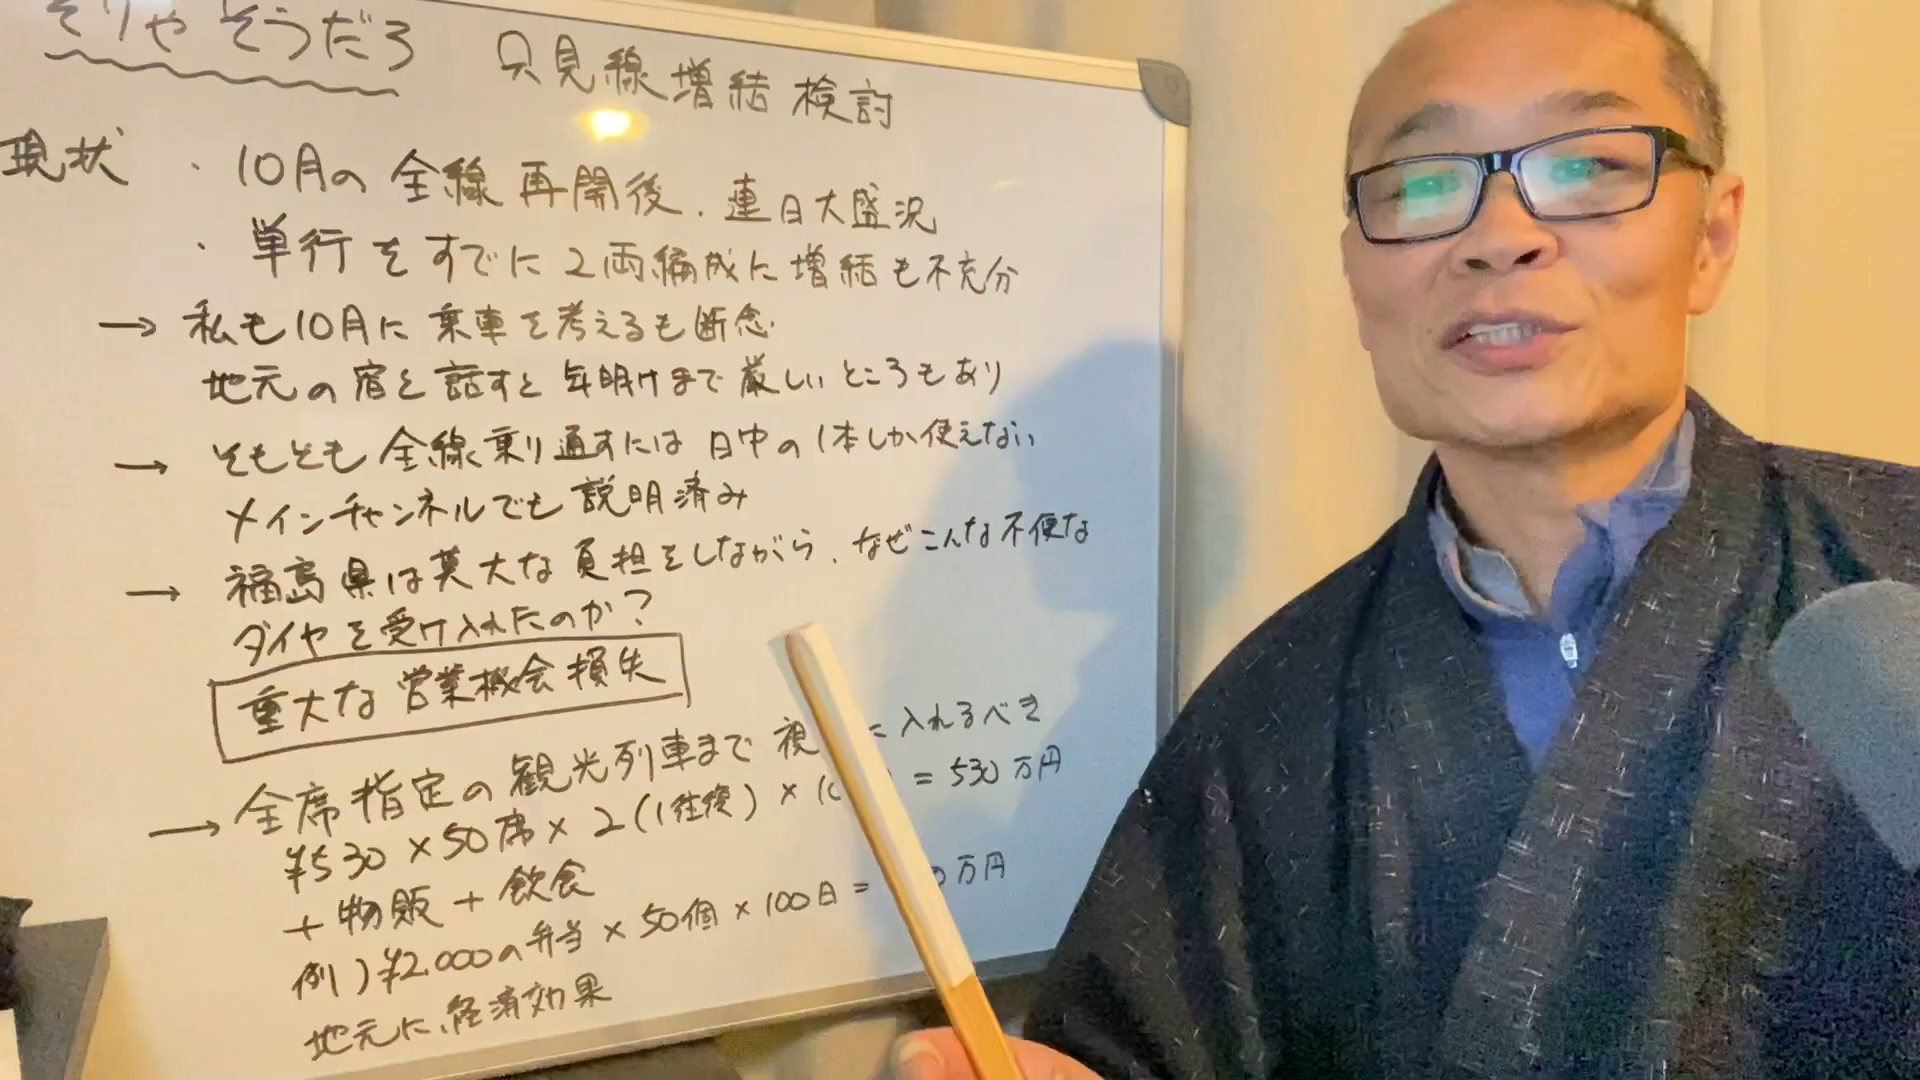 そりゃ そうだろ
只見線増結検討
現状 ・10月の全線再開後、連日大盛況
・単行をすでに2両編成に増結も不充分
→ 私も10月に乗車を考えるも断念
地元の宿と話すと年明けまで厳しいところもあり
→ そもそも全線乗り通すには日中の1本しか使えない
メインチャンネルでも説明済み
→ 福島県は莫大な負担をしながら、なぜこんな不便な
ダイヤを受け入れたのか?
重大な営業機会損失
→ 全席指定の観光列車まで視 に入れるべき
¥530×50席×2(1往復)× = 530万円
+物販+飲食
例)¥2,000の弁当×50個×100日= 万円
地元に経済効果